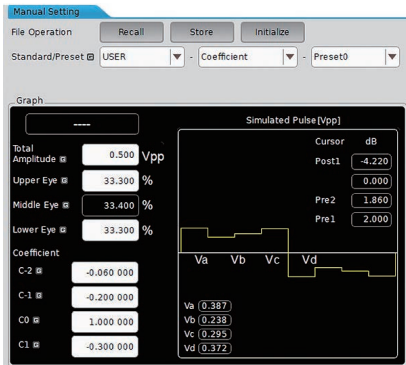 Manual Setting
File Operation Recall Store Initialize
Standard/Preset USER - Coefficient - Preset0
Graph
---- Simulated Pulse[Vpp]
Cursor dB
Total Amplitude 0.500 Vpp
Post1 -4.220
Upper Eye 33.300 %
0.000
Middle Eye 33.400 %
Pre2 1.860
Lower Eye 33.300 %
Pre1 2.000
Coefficient
Va Vb Vc Vd
C-2 -0.060 000
C-1 -0.200 000
C0 1.000 000
C1 -0.300 000
Va 0.387
Vb 0.238
Vc 0.295
Vd 0.372